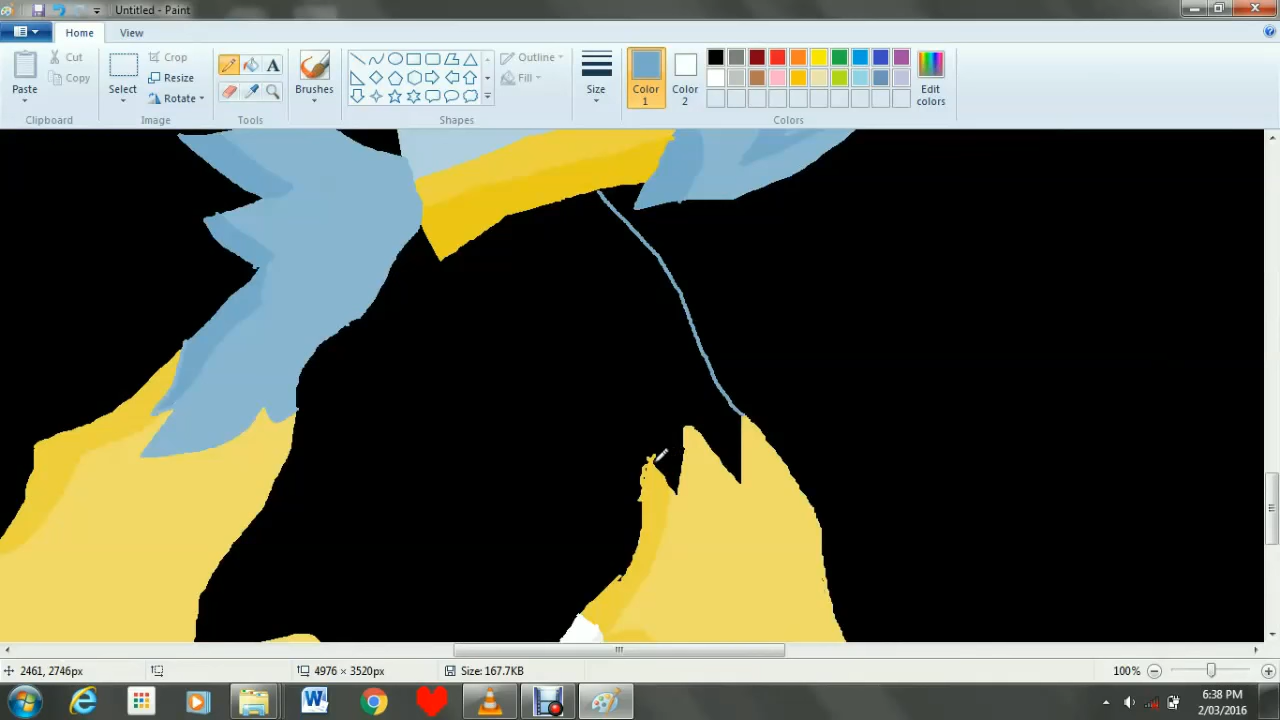 Untitled - Paint
Home View
Paste
Cut
Copy
Clipboard
Select
Crop
Resize
Rotate
Image
A
Tools
Brushes
Outline
Fill
Shapes
Size
Color 1
Color 2
Edit colors
Colors
2461, 2746px
4976 × 3520px
Size: 167.7KB
100%
W
6:38 PM
2/03/2016